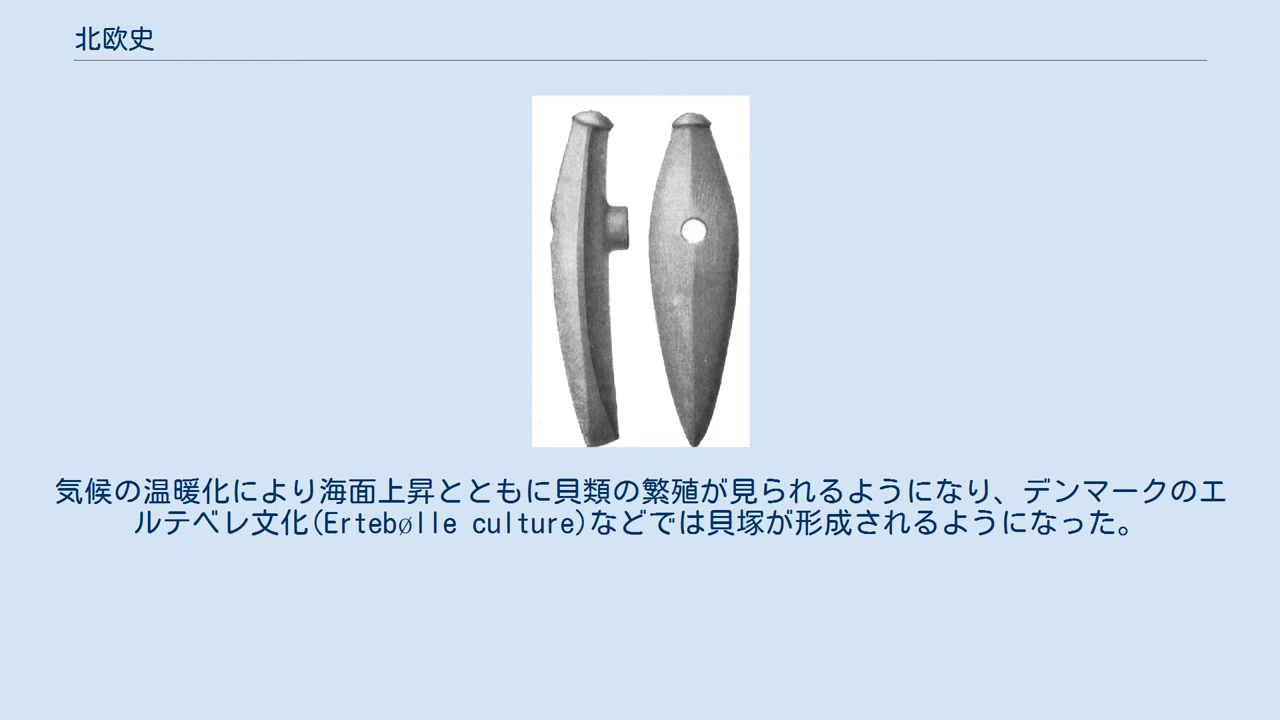 北欧史
気候の温暖化により海面上昇とともに貝類の繁殖が見られるようになり、デンマークのエ
ルテベレ文化(Ertebølle culture)などでは貝塚が形成されるようになった。